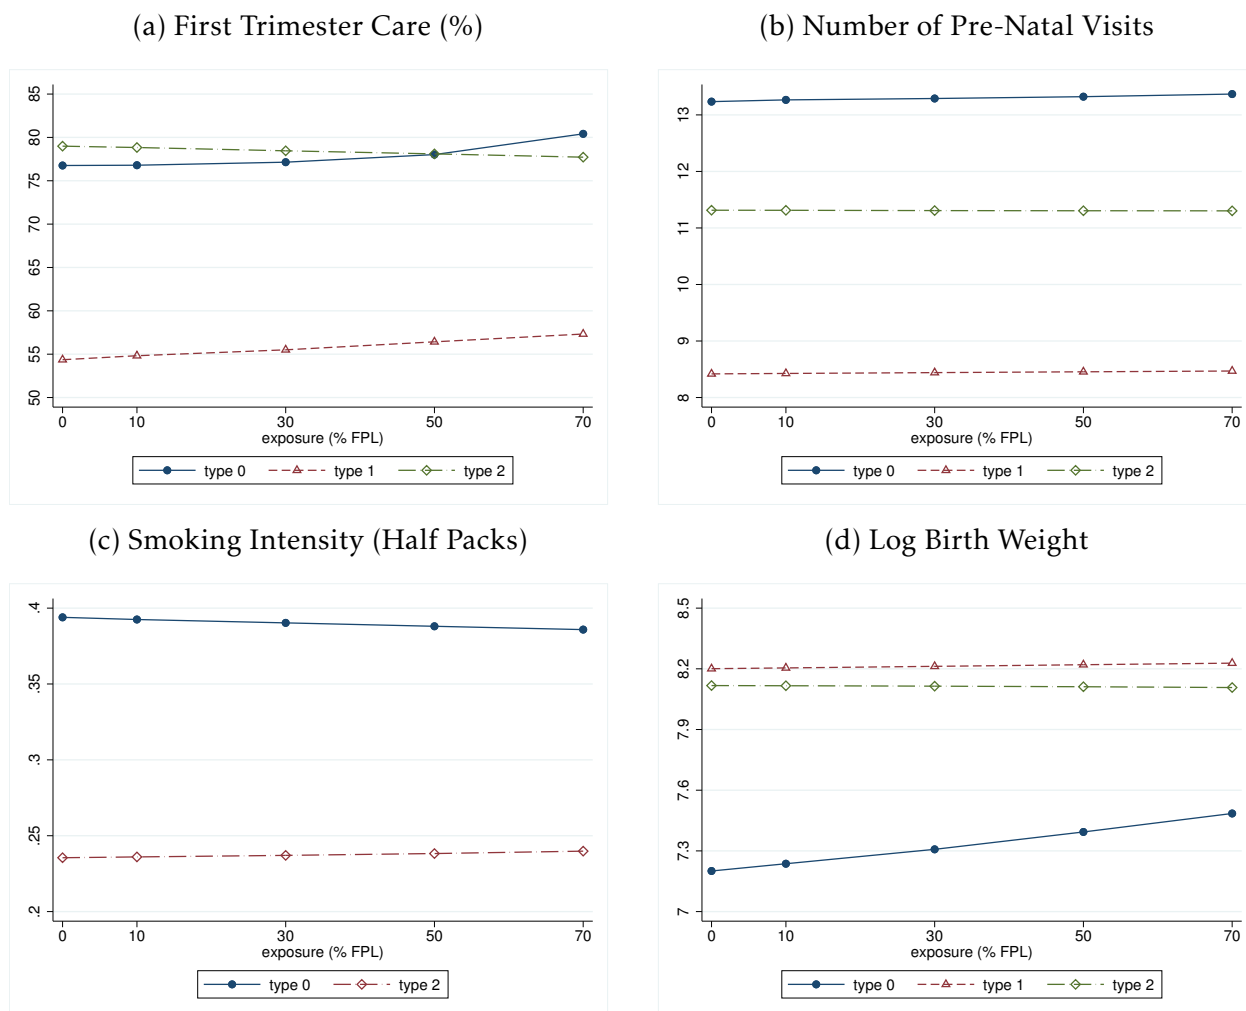 (a) First Trimester Care (%)
85
80
75
70
65
60
55
50
0 10 30 50 70
exposure (% FPL)
type 0 type 1 type 2
(b) Number of Pre-Natal Visits
13
12
11
10
9
8
0 10 30 50 70
exposure (% FPL)
type 0 type 1 type 2
(c) Smoking Intensity (Half Packs)
.4
.35
.3
.25
.2
0 10 30 50 70
exposure (% FPL)
type 0 type 2
(d) Log Birth Weight
8.5
8.2
7.9
7.6
7.3
7
0 10 30 50 70
exposure (% FPL)
type 0 type 1 type 2